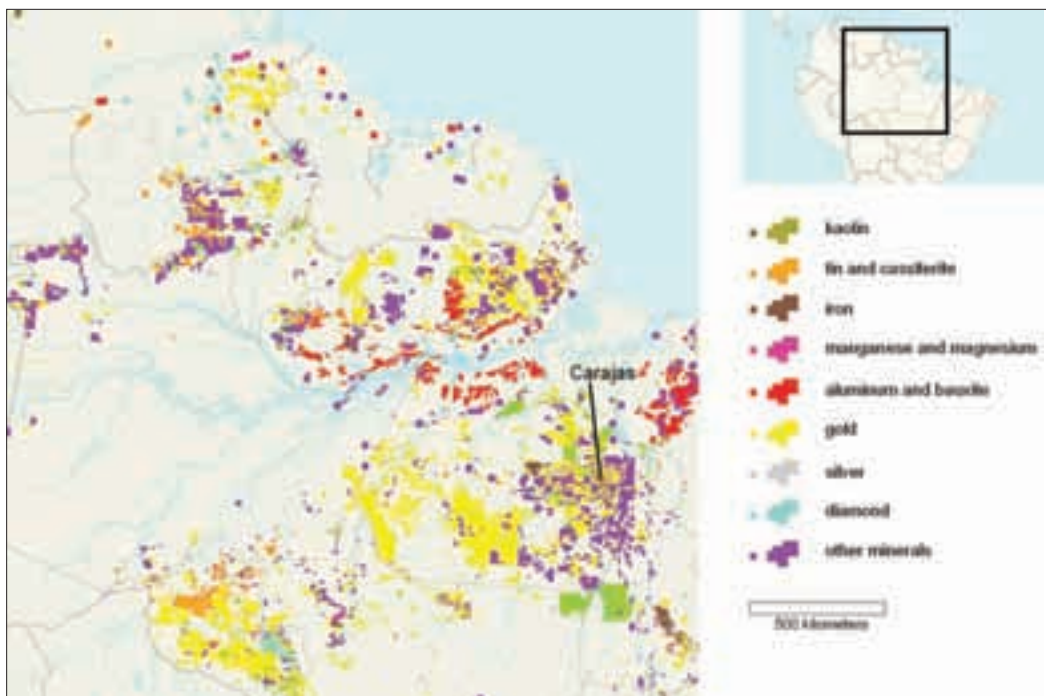 Carajas
kaolin
tin and cassiterite
iron
manganese and magnesium
aluminum and bauxite
gold
silver
diamond
other minerals
500 kilometers